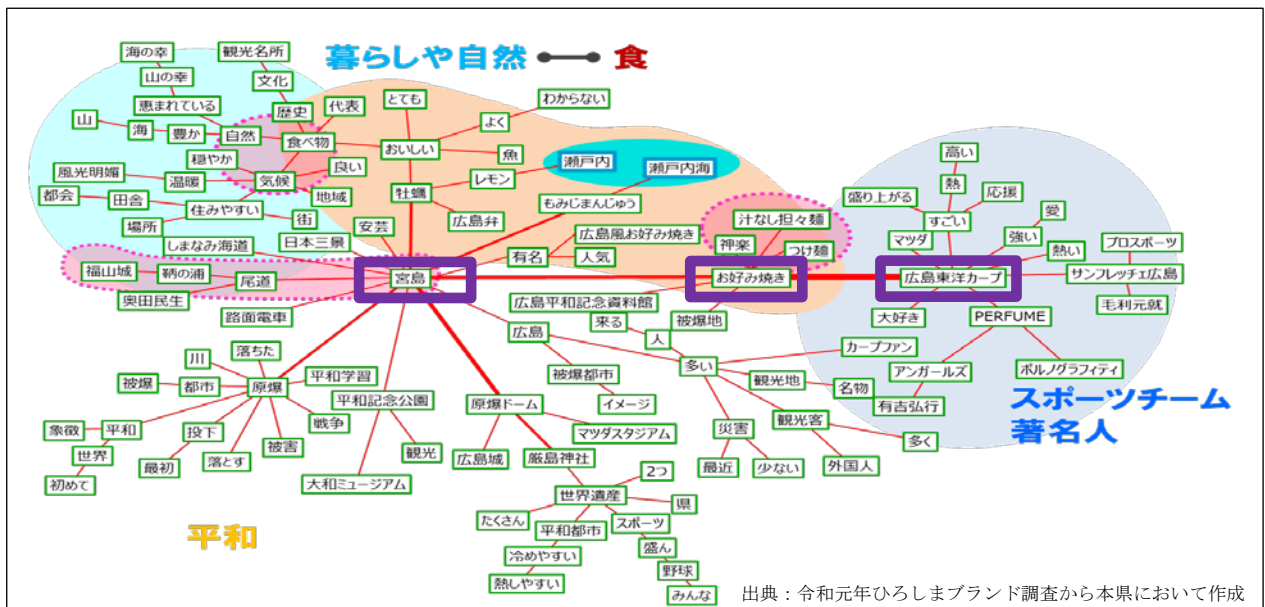 暮らしや自然
食
海の幸
観光名所
山の幸
文化
恵まれている
歴史
代表
とても
わからない
山
海
豊か
自然
食べ物
よく
穏やか
おいしい
魚
風光明媚
温暖
気候
良い
瀬戸内
瀬戸内海
都会
田舎
住みやすい
地域
牡蠣
レモン
場所
街
安芸
広島弁
もみじまんじゅう
日本三景
しまなみ海道
有名
広島風お好み焼き
人気
汁なし担々麺
神楽
つけ麺
福山城
鞆の浦
尾道
宮島
お好み焼き
広島東洋カープ
奥田民生
路面電車
高い
熱
応援
盛り上がる
すごい
愛
マツダ
強い
熱い
プロスポーツ
サンフレッチェ広島
毛利元就
大好き
PERFUME
広島平和記念資料館
来る
被爆地
人
広島
多い
カープファン
アンガールズ
ポルノグラフィティ
有吉弘行
スポーツチーム
著名人
観光地
名物
被爆都市
イメージ
観光客
多く
外国人
災害
最近
少ない
川
落ちた
被爆
都市
原爆
平和学習
平和記念公園
原爆ドーム
マツダスタジアム
象徴
平和
投下
戦争
世界
被害
最初
落とす
初めて
観光
大和ミュージアム
広島城
厳島神社
2つ
世界遺産
県
たくさん
平和都市
スポーツ
冷めやすい
盛ん
熱しやすい
野球
みんな
平和
出典：令和元年ひろしまブランド調査から本県において作成